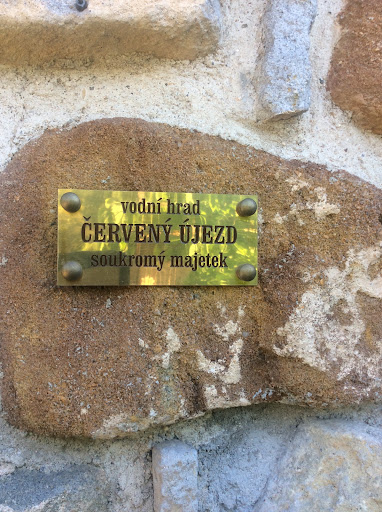 vodní hrad
ČERVENÝ ÚJEZD
soukromý majetek